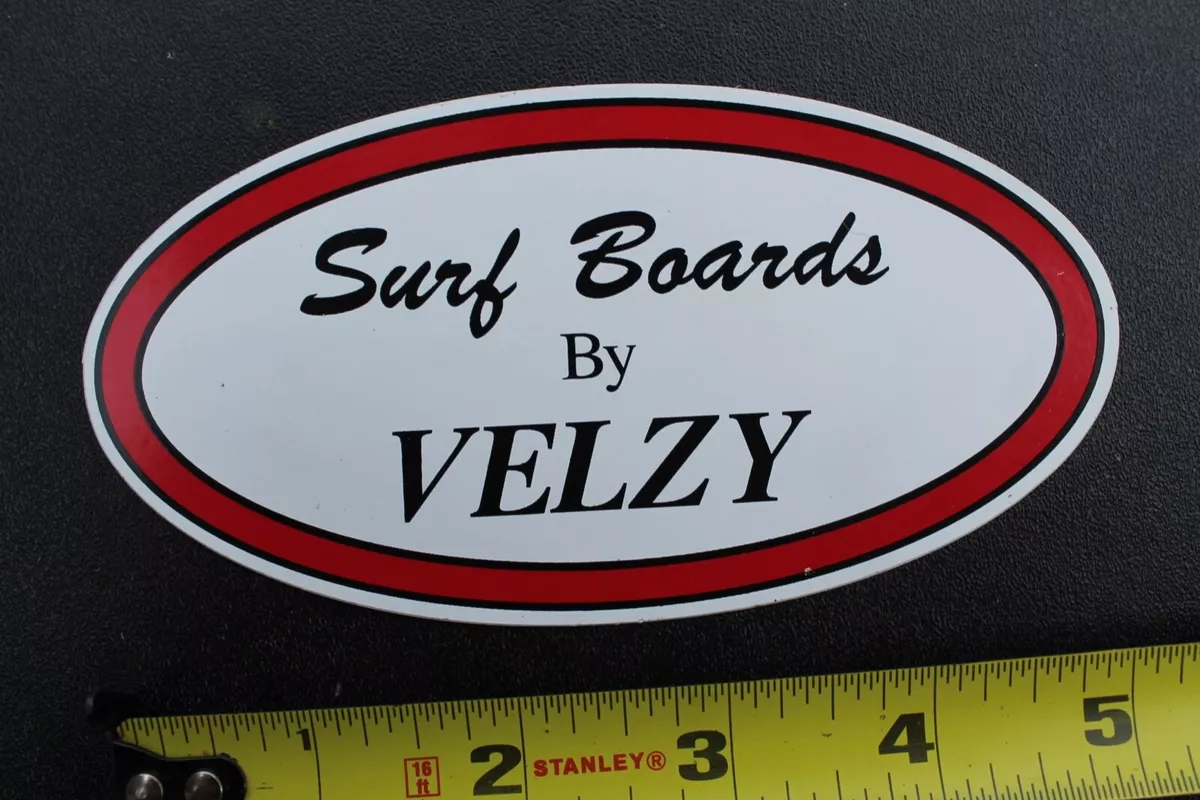 Surf Boards
By
VELZY
1 16 ft 2 STANLEY® 3 4 5